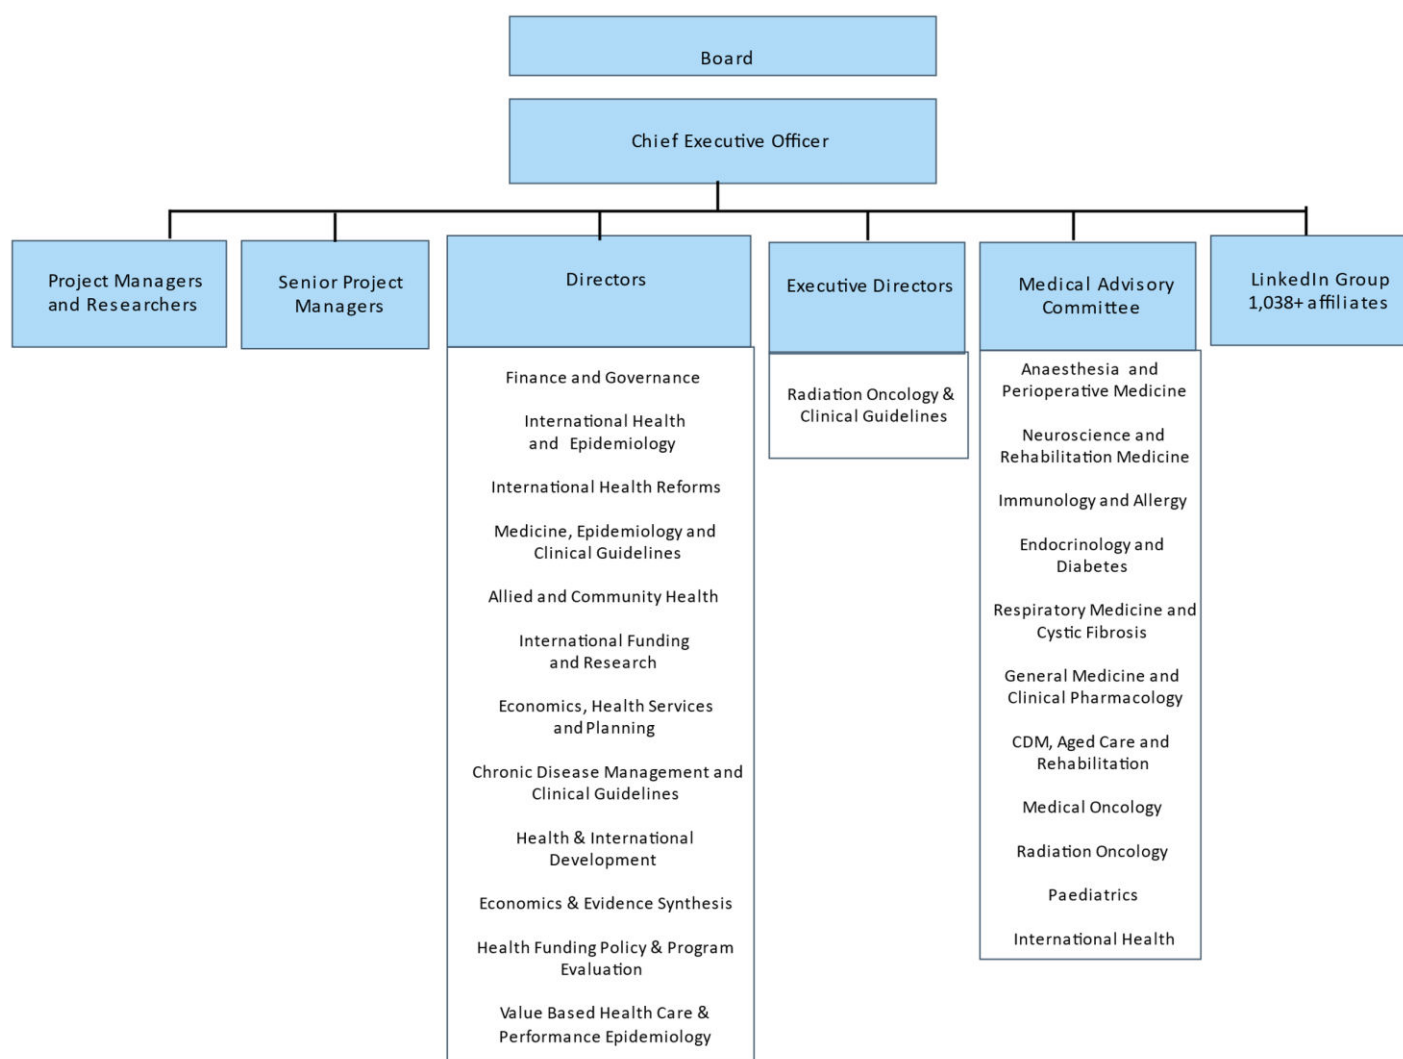 Board
Chief Executive Officer
Project Managers
and Researchers
Senior Project
Managers
Directors
Executive Directors
Medical Advisory
Committee
LinkedIn Group
1,038+ affiliates
Finance and Governance
International Health
and Epidemiology
International Health Reforms
Medicine, Epidemiology and
Clinical Guidelines
Allied and Community Health
International Funding
and Research
Economics, Health Services
and Planning
Chronic Disease Management and
Clinical Guidelines
Health & International
Development
Economics & Evidence Synthesis
Health Funding Policy & Program
Evaluation
Value Based Health Care &
Performance Epidemiology
Radiation Oncology &
Clinical Guidelines
Anaesthesia and
Perioperative Medicine
Neuroscience and
Rehabilitation Medicine
Immunology and Allergy
Endocrinology and
Diabetes
Respiratory Medicine and
Cystic Fibrosis
General Medicine and
Clinical Pharmacology
CDM, Aged Care and
Rehabilitation
Medical Oncology
Radiation Oncology
Paediatrics
International Health